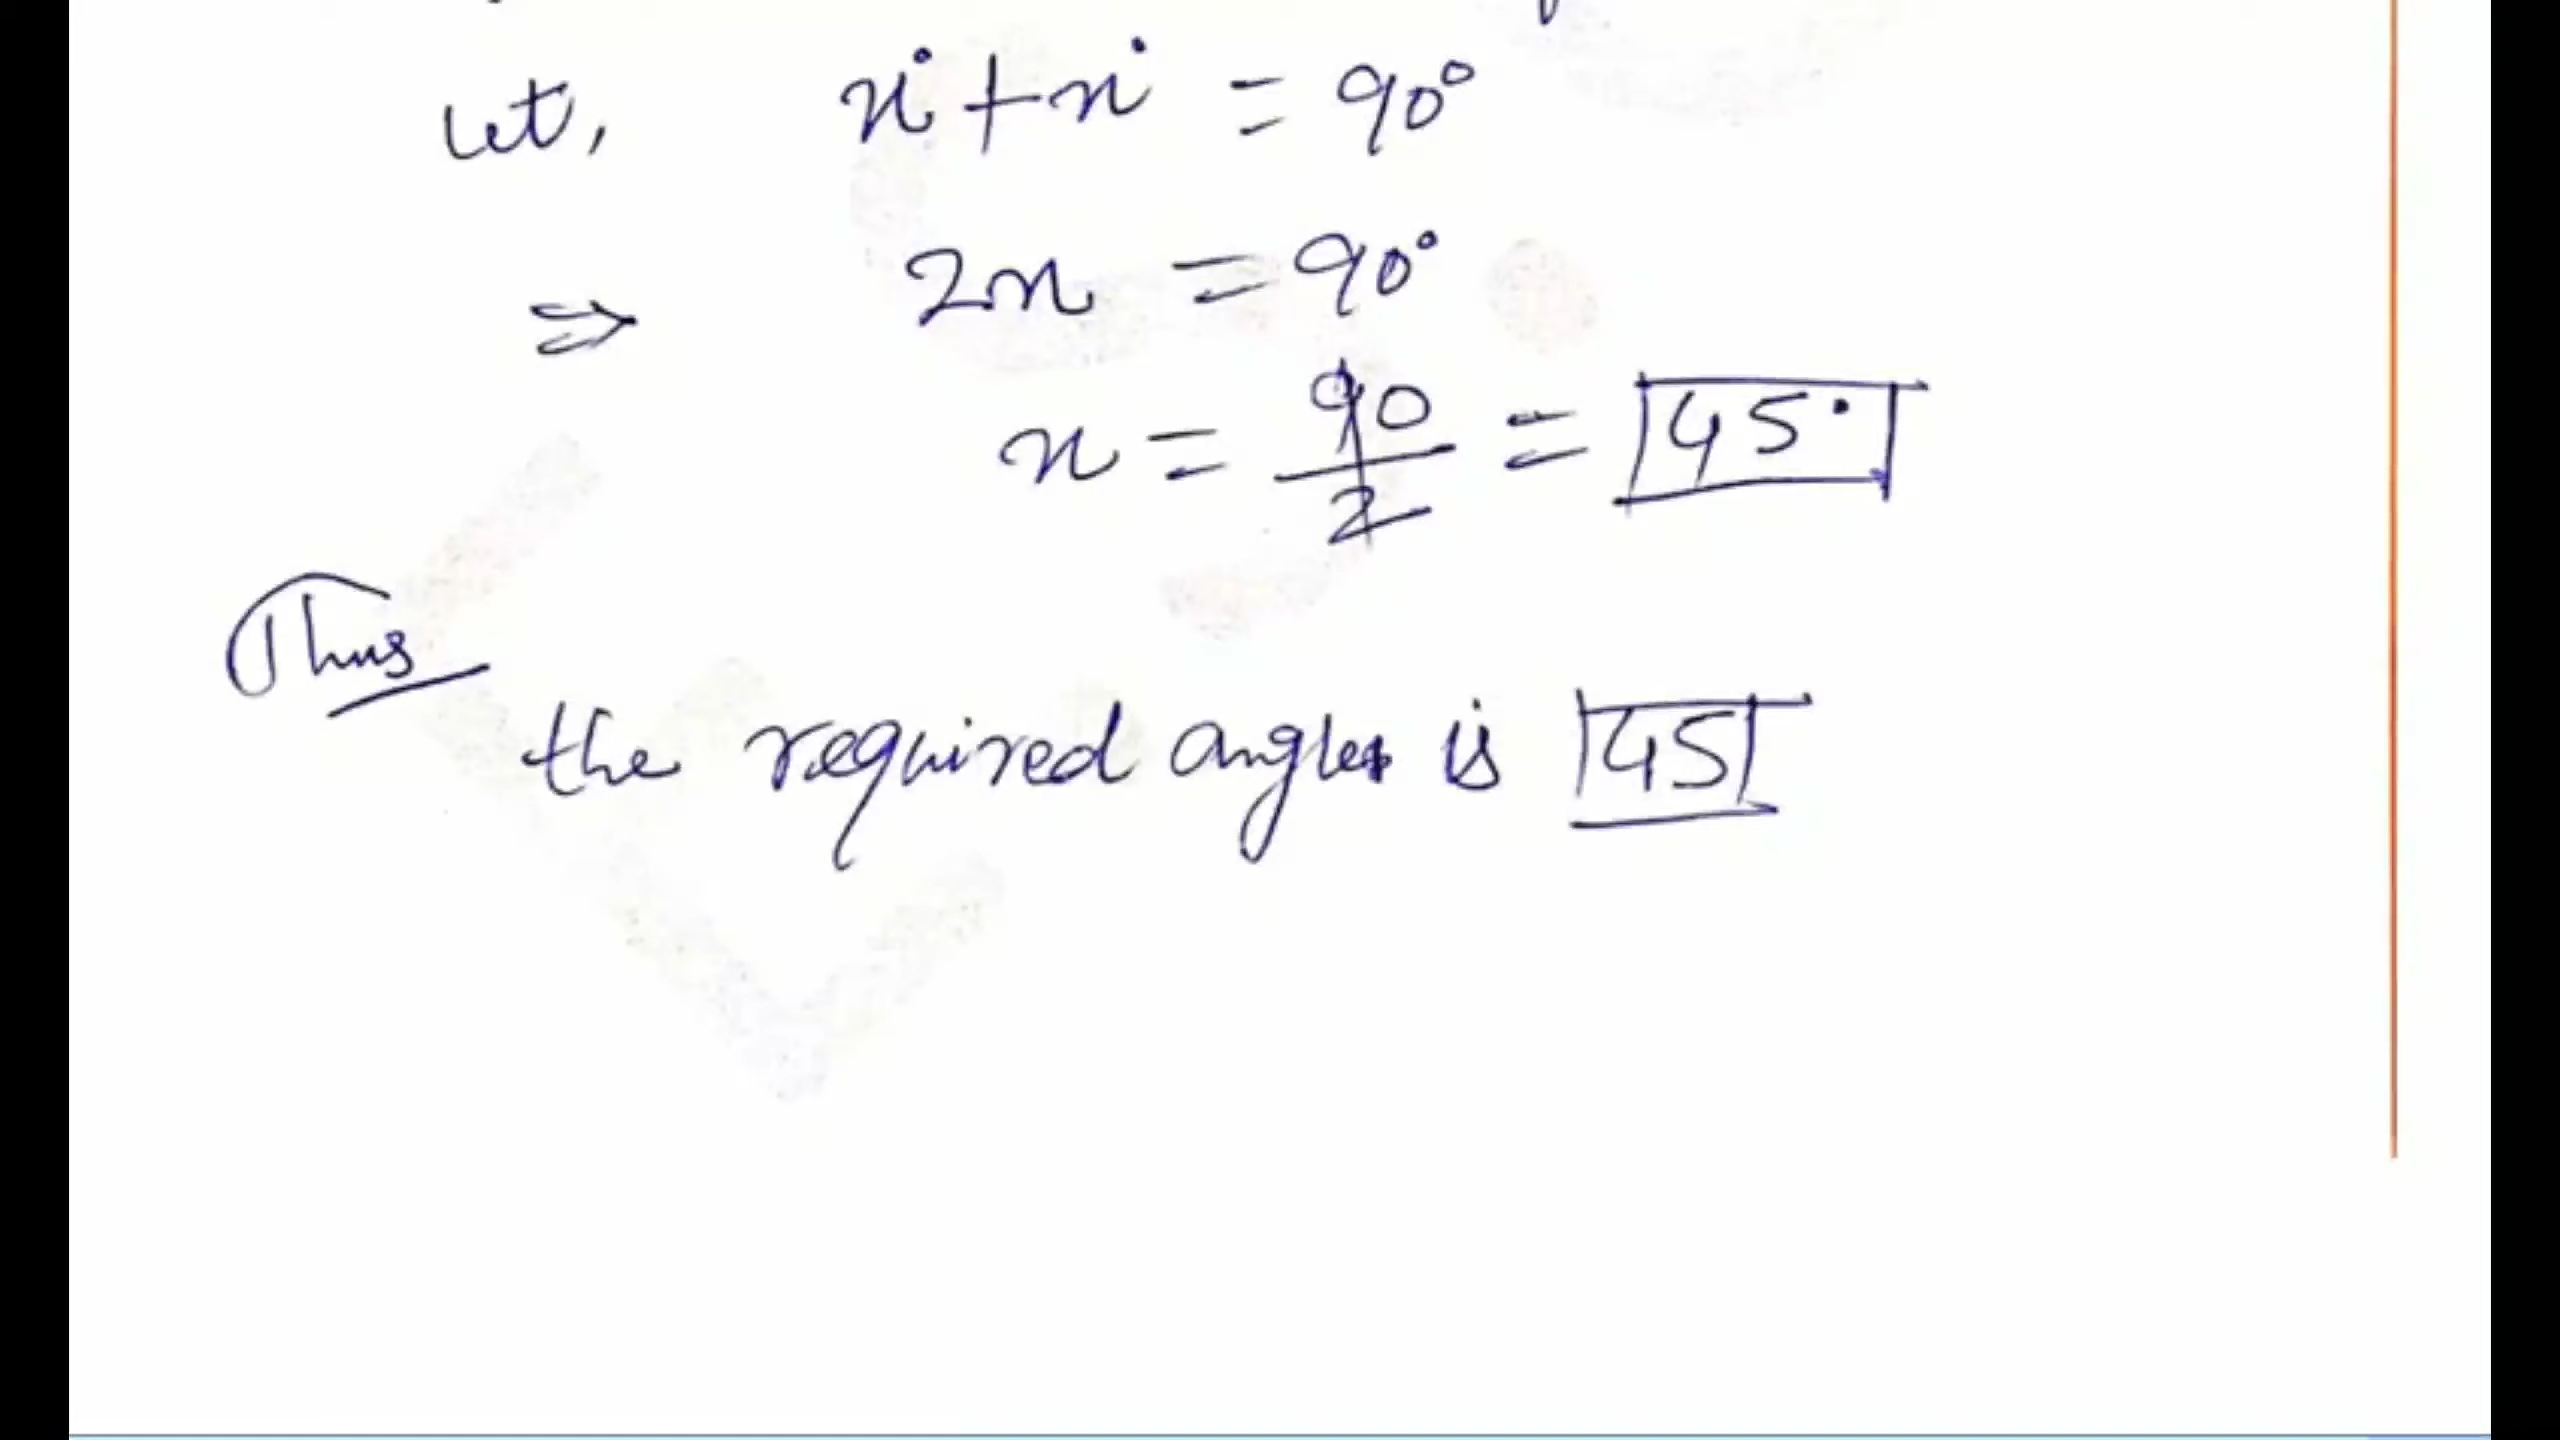 let, x° + x° = 90°
⇒ 2x = 90°
x = 90/2 = 45°
Thus
the required angles is 45